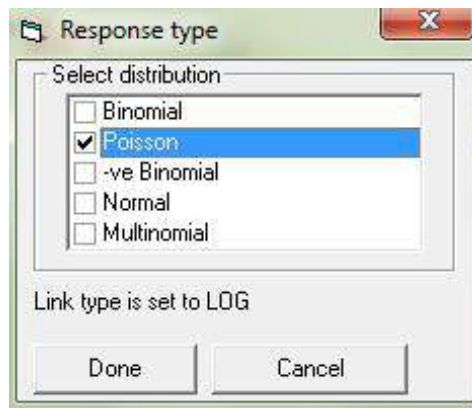 Response type
Select distribution
Binomial
Poisson
-ve Binomial
Normal
Multinomial
Link type is set to LOG
Done
Cancel